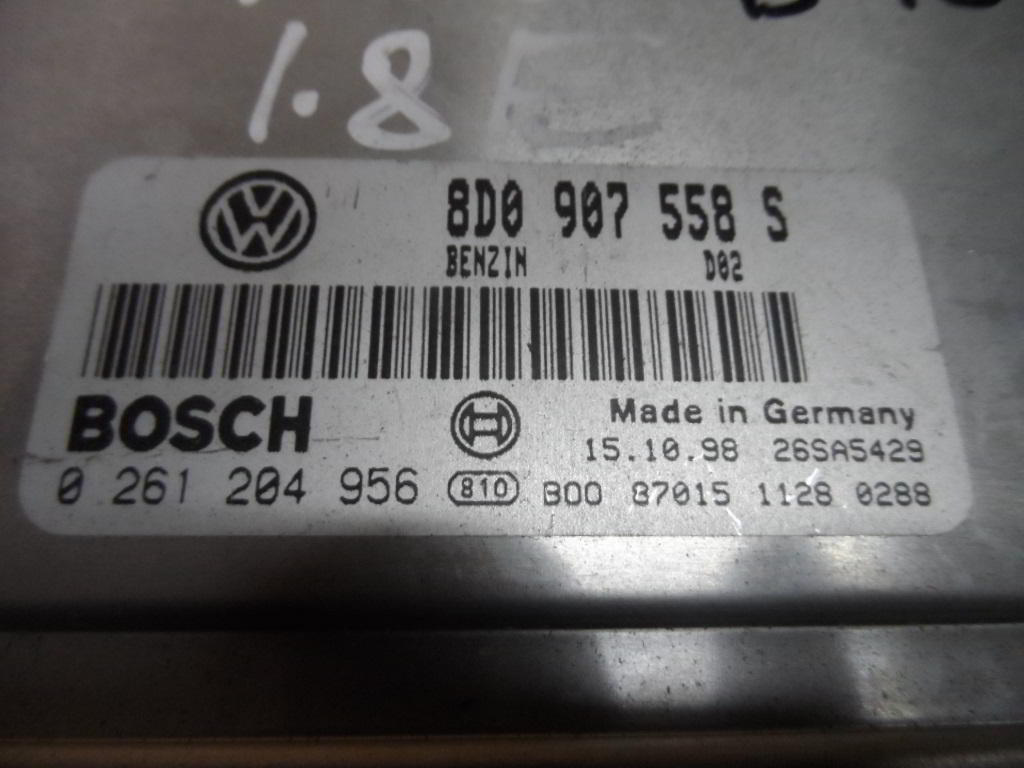 1.8 E
8D0 907 558 S
BENZIN D02
BOSCH
Made in Germany
15.10.98 26SA5429
0 261 204 956 810 B00 87015 1128 0288